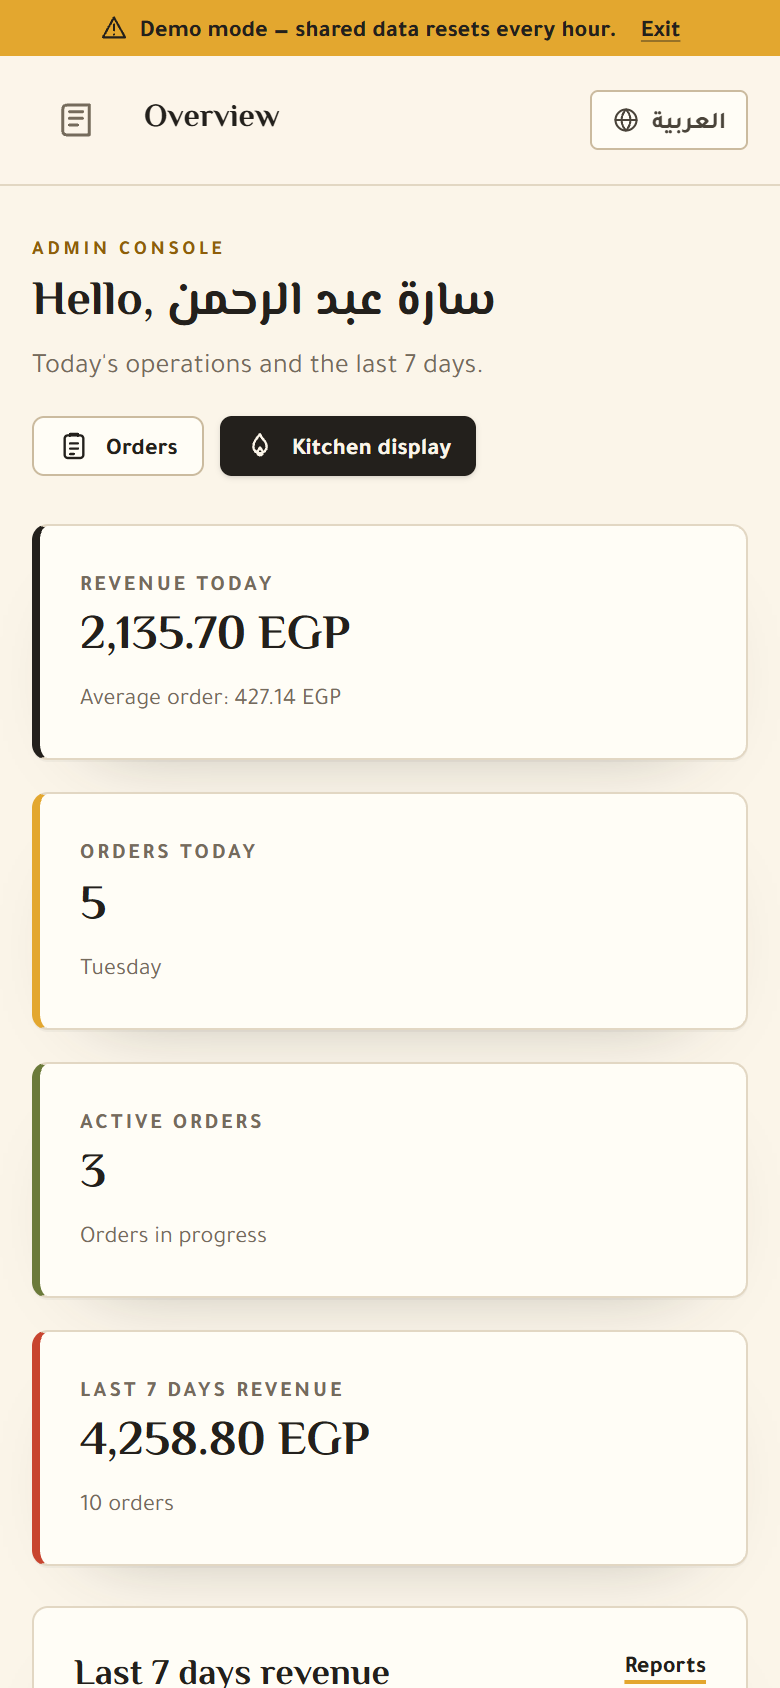 Demo mode – shared data resets every hour. Exit
Overview
العربية
ADMIN CONSOLE
Hello, سارة عبد الرحمن
Today's operations and the last 7 days.
Orders
Kitchen display
REVENUE TODAY
2,135.70 EGP
Average order: 427.14 EGP
ORDERS TODAY
5
Tuesday
ACTIVE ORDERS
3
Orders in progress
LAST 7 DAYS REVENUE
4,258.80 EGP
10 orders
Last 7 days revenue
Reports